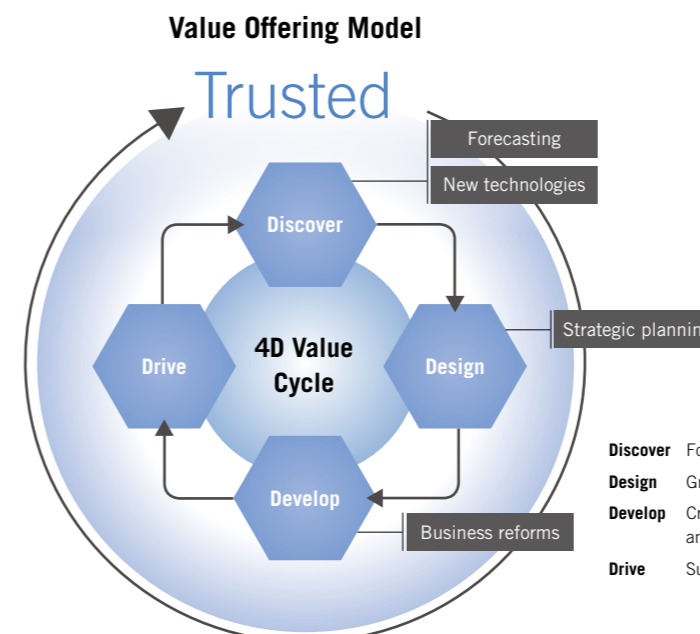 Value Offering Model
Trusted
Forecasting
New technologies
Discover
Strategic
4D Value
Cycle
Drive
Design
Develop
Business reforms
Discover
Design
Develop
Drive